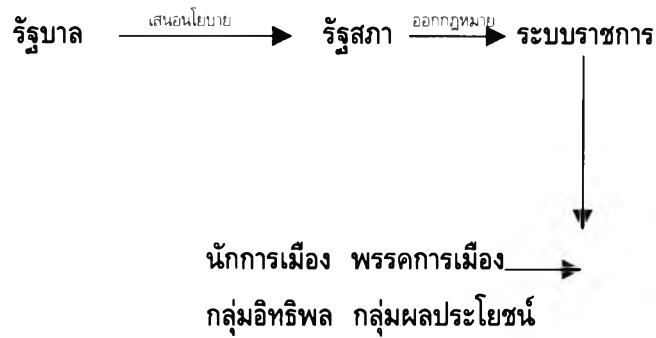 รัฐบาล เสนอนโยบาย รัฐสภา ออกกฎหมาย ระบบราชการ
นักการเมือง พรรคการเมือง
กลุ่มอิทธิพล กลุ่มผลประโยชน์